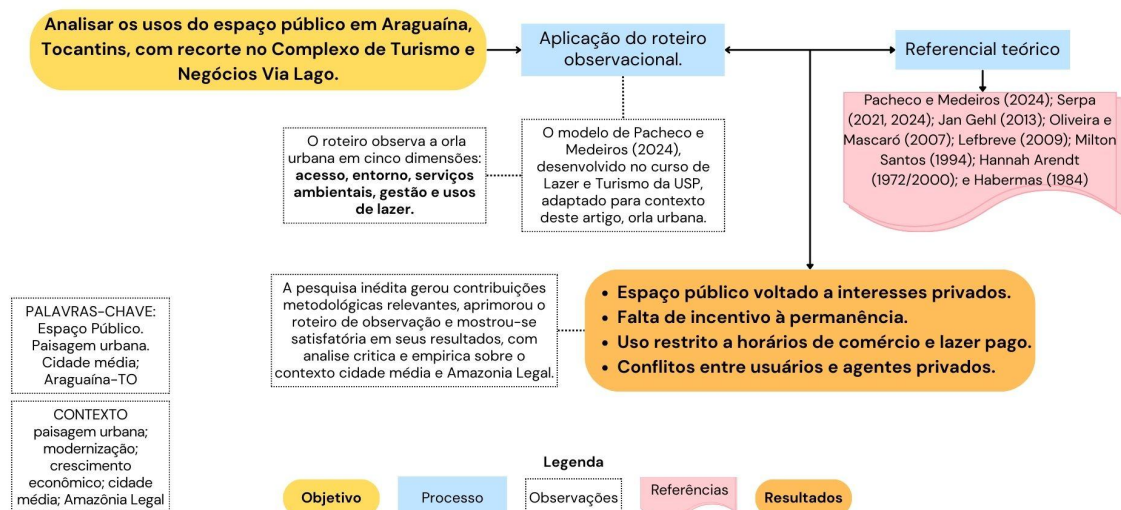 Analisar os usos do espaço público em Araguaína,
Tocantins, com recorte no Complexo de Turismo e
Negócios Via Lago.
Aplicação do roteiro
observacional.
Referencial teórico
Pacheco e Medeiros (2024); Serpa
(2021, 2024); Jan Gehl (2013); Oliveira e
Mascaró (2007); Lefbreve (2009); Milton
Santos (1994); Hannah Arendt
(1972/2000); e Habermas (1984)
O roteiro observa a orla
urbana em cinco dimensões:
acesso, entorno, serviços
ambientais, gestão e usos
de lazer.
O modelo de Pacheco e
Medeiros (2024),
desenvolvido no curso de
Lazer e Turismo da USP,
adaptado para contexto
deste artigo, orla urbana.
A pesquisa inédita gerou contribuições
metodológicas relevantes, aprimorou o
roteiro de observação e mostrou-se
satisfatória em seus resultados, com
analise critica e empirica sobre o
contexto cidade média e Amazonia Legal.
• Espaço público voltado a interesses privados.
• Falta de incentivo à permanência.
• Uso restrito a horários de comércio e lazer pago.
• Conflitos entre usuários e agentes privados.
PALAVRAS-CHAVE:
Espaço Público.
Paisagem urbana.
Cidade média;
Araguaína-TO
CONTEXTO
paisagem urbana;
modernização;
crescimento
econômico; cidade
média; Amazônia Legal
Legenda
Objetivo
Processo
Observações
Referências
Resultados